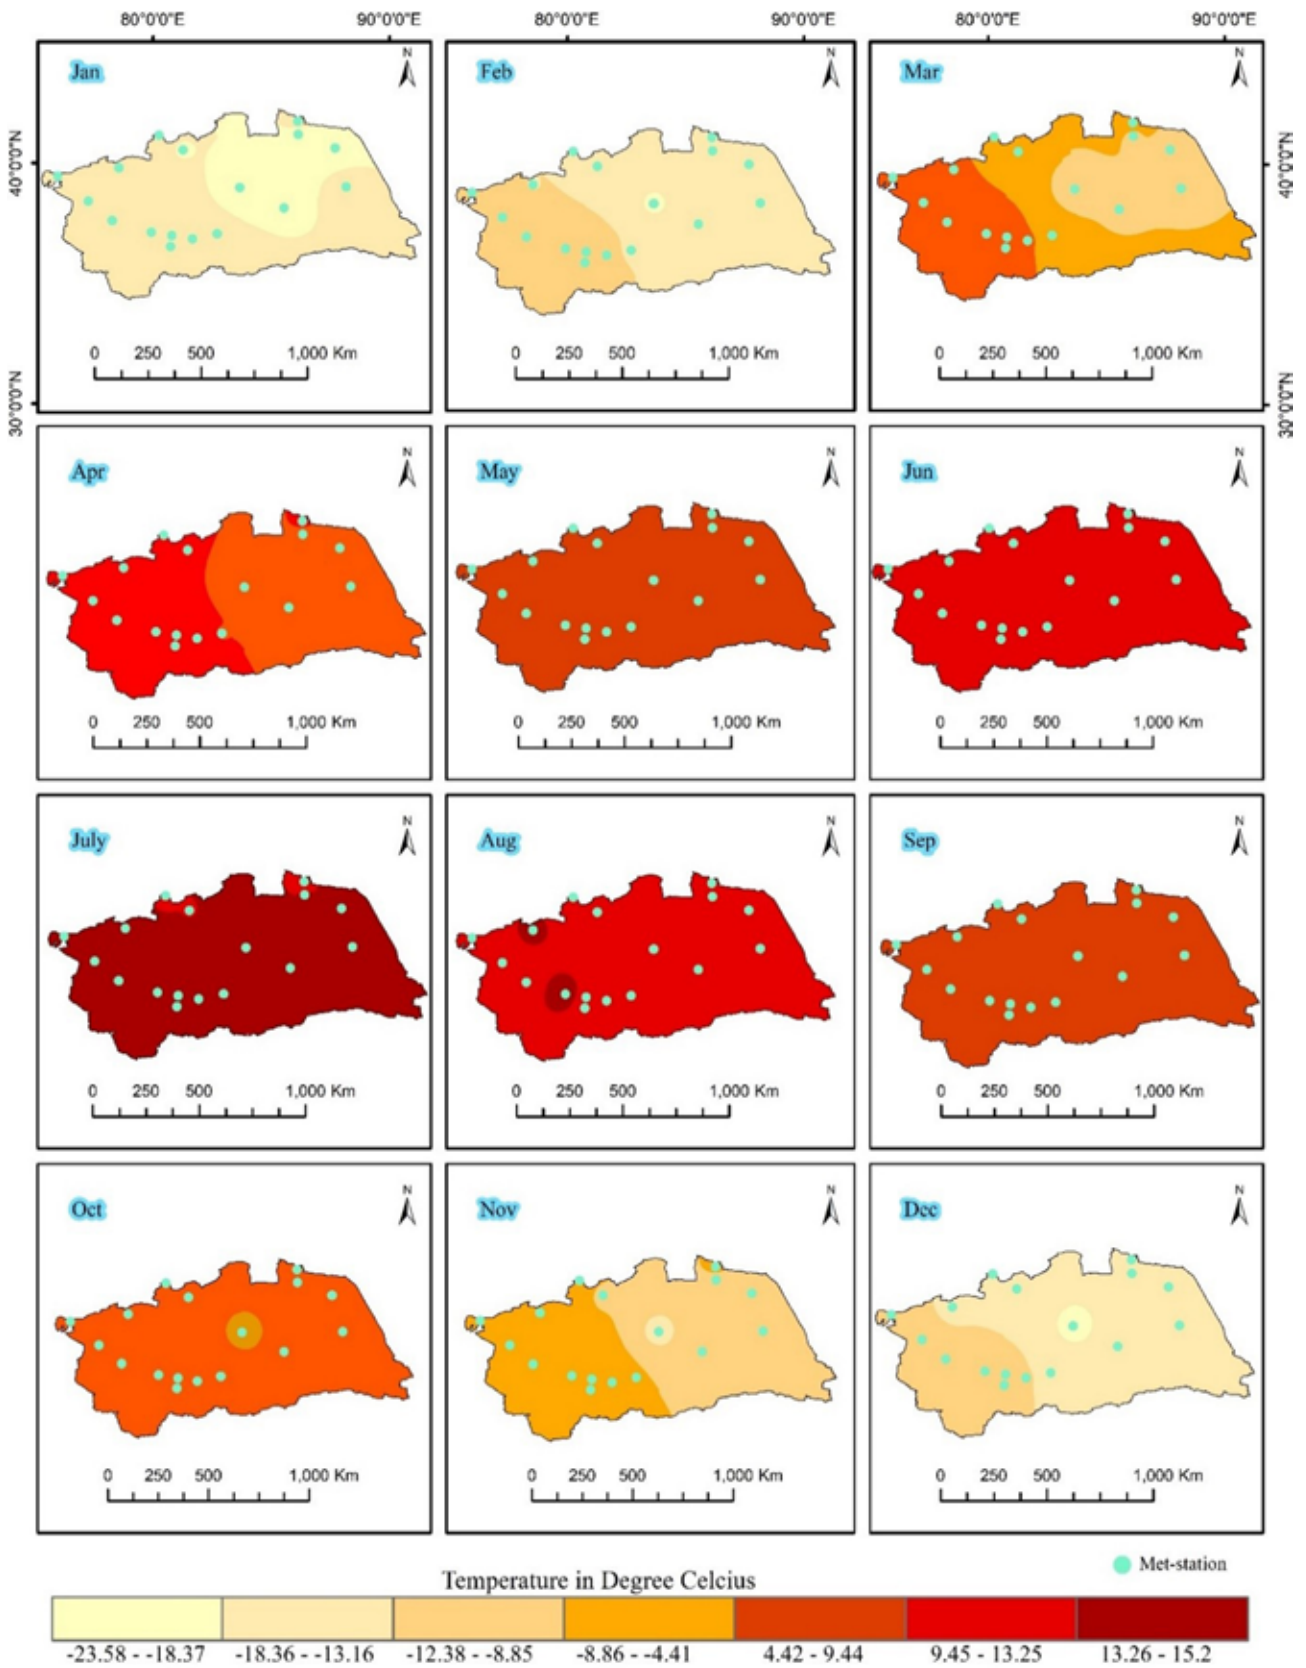 80°0'0"E 90°0'0"E 80°0'0"E 90°0'0"E 80°0'0"E 90°0'0"E
Jan N Feb N Mar N
40°0'0"N 40°0'0"N
0 250 500 1,000 Km 0 250 500 1,000 Km 0 250 500 1,000 Km
30°0'0"N 30°0'0"N
Apr N May N Jun N
0 250 500 1,000 Km 0 250 500 1,000 Km 0 250 500 1,000 Km
July N Aug N Sep N
0 250 500 1,000 Km 0 250 500 1,000 Km 0 250 500 1,000 Km
Oct N Nov N Dec N
0 250 500 1,000 Km 0 250 500 1,000 Km 0 250 500 1,000 Km
Met-station
Temperature in Degree Celcius
-23.58 - -18.37 -18.36 - -13.16 -12.38 - -8.85 -8.86 - -4.41 4.42 - 9.44 9.45 - 13.25 13.26 - 15.2